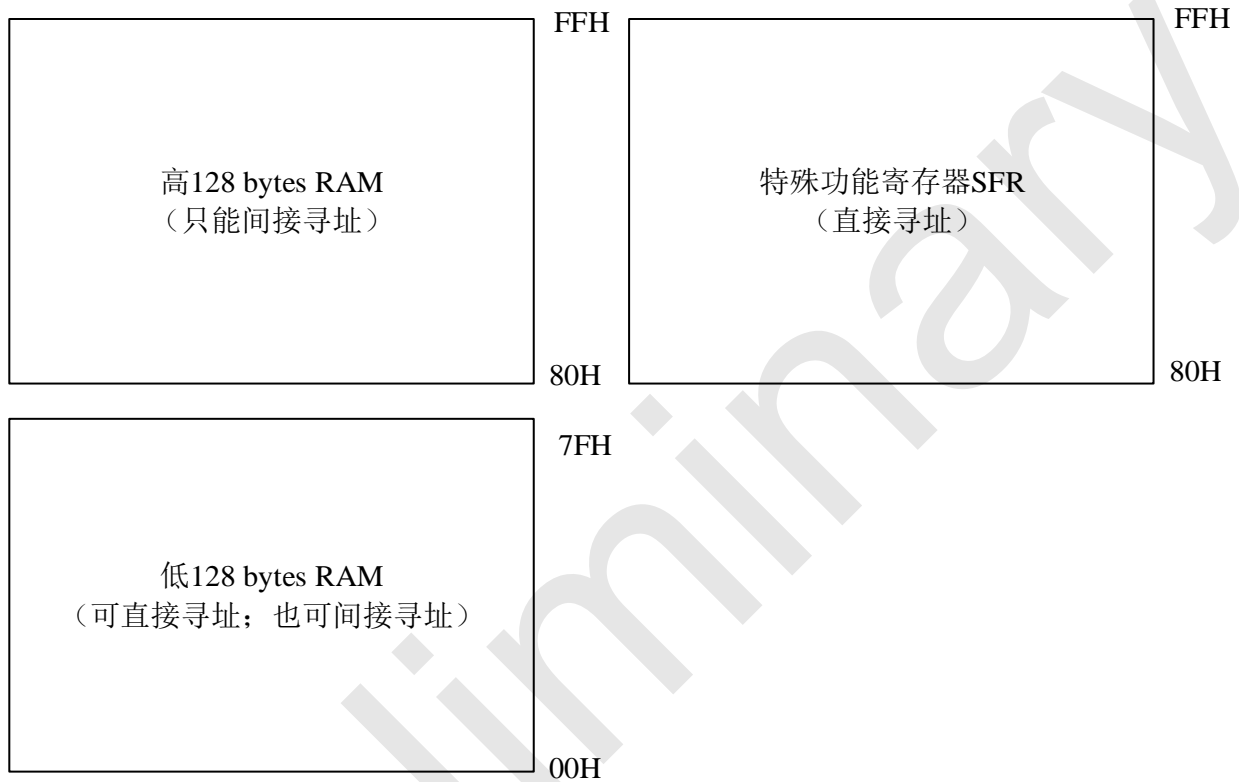 FFH
FFH
高128 bytes RAM
（只能间接寻址）
特殊功能寄存器SFR
（直接寻址）
80H
80H
7FH
低128 bytes RAM
（可直接寻址；也可间接寻址）
00H
liminary